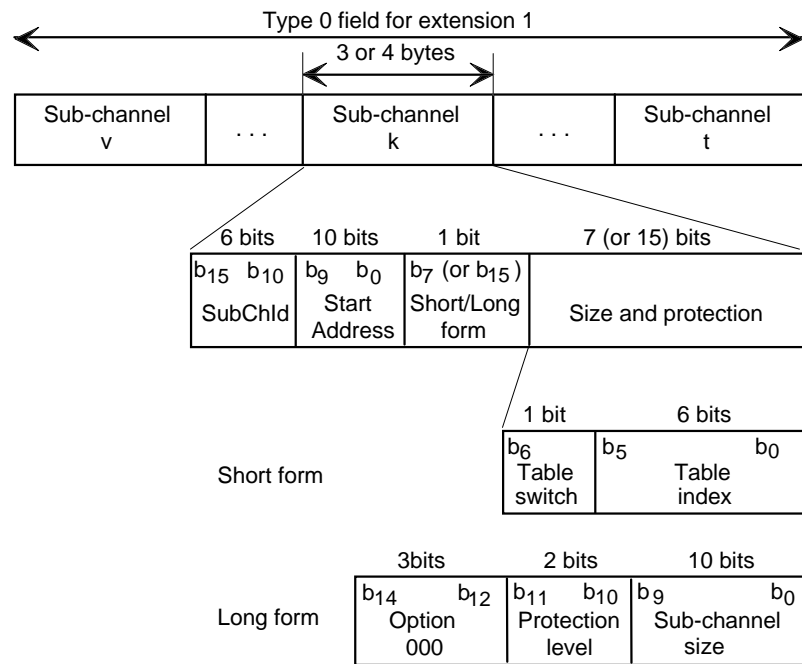 Type 0 field for extension 1
3 or 4 bytes
Sub-channel v
. . .
Sub-channel k
. . .
Sub-channel t
6 bits
10 bits
1 bit
7 (or 15) bits
b15 b10
SubChId
b9 b0
Start
Address
b7 (or b15)
Short/Long
form
Size and protection
1 bit
6 bits
Short form
b6
Table
switch
b5 b0
Table
index
3bits
2 bits
10 bits
Long form
b14 b12
Option
000
b11 b10
Protection
level
b9 b0
Sub-channel
size